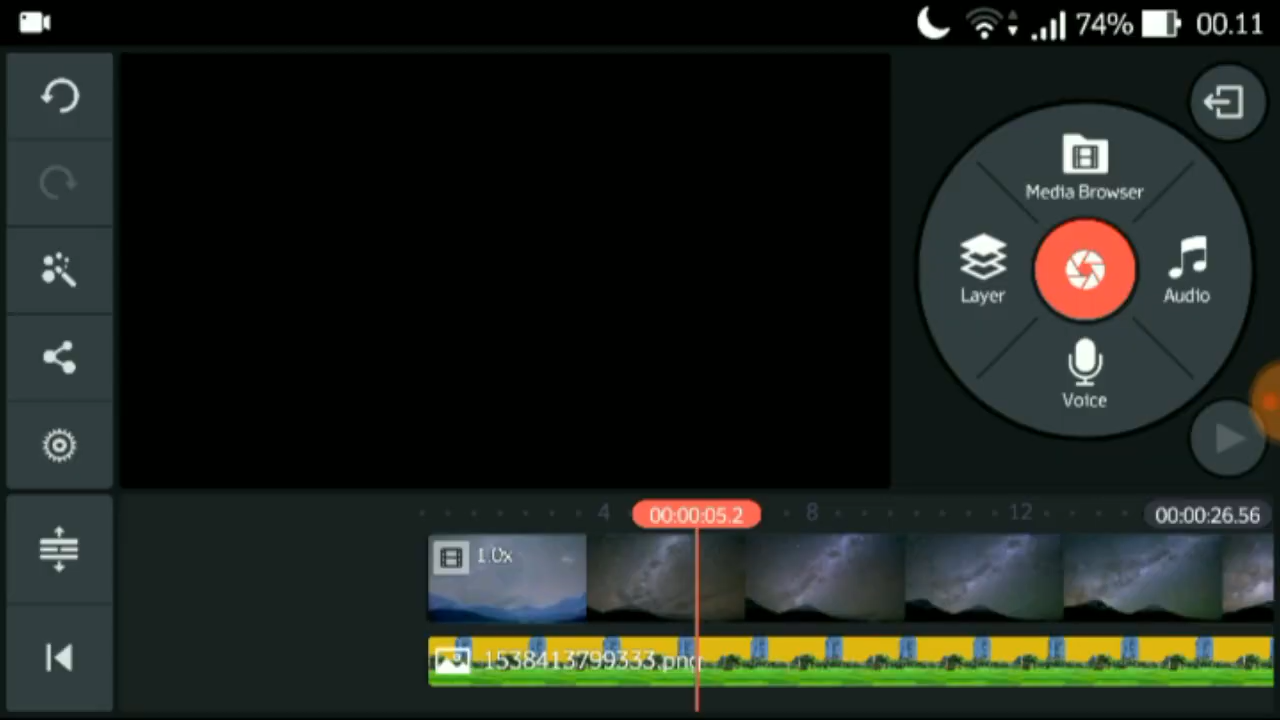 74% 00.11
Media Browser
Layer
Audio
Voice
4
00:00:05.2
8
12
00:00:26.56
1.0x
1538413799333.png